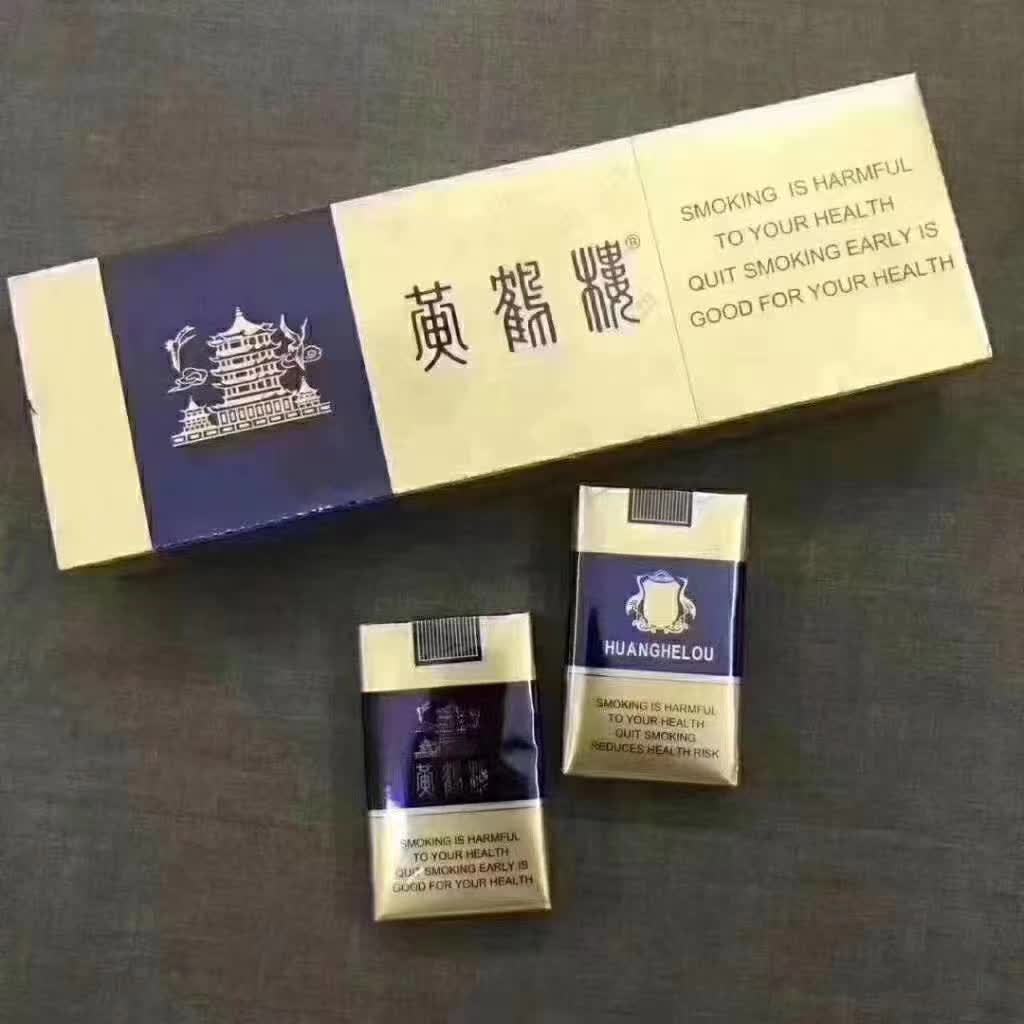 黄鹤楼®
SMOKING IS HARMFUL
TO YOUR HEALTH
QUIT SMOKING EARLY IS
GOOD FOR YOUR HEALTH
HUANGHELOU
SMOKING IS HARMFUL
TO YOUR HEALTH
QUIT SMOKING
REDUCES HEALTH RISK
黄鹤楼
SMOKING IS HARMFUL
TO YOUR HEALTH
QUIT SMOKING EARLY IS
GOOD FOR YOUR HEALTH